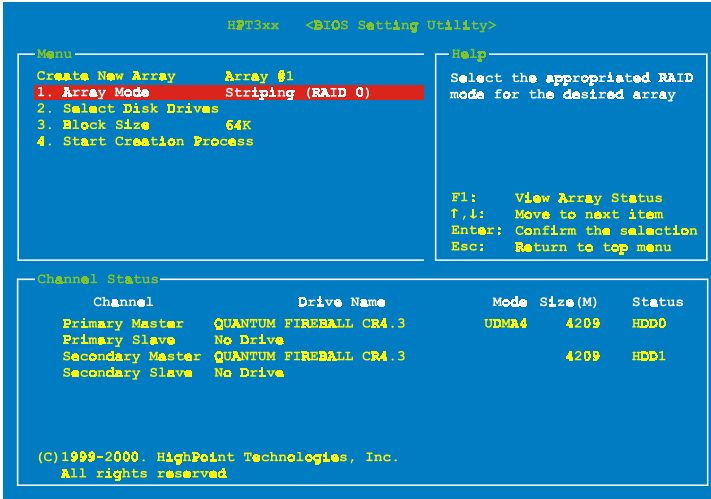 HPT3xx <BIOS Setting Utility>
Menu
Create New Array Array #1
1. Array Mode Striping (RAID 0)
2. Select Disk Drives
3. Block Size 64K
4. Start Creation Process
Help
Select the appropriated RAID
mode for the desired array
F1: View Array Status
↑,↓: Move to next item
Enter: Confirm the selection
Esc: Return to top menu
Channel Status
Channel Drive Name Mode Size(M) Status
Primary Master QUANTUM FIREBALL CR4.3 UDMA4 4209 HDD0
Primary Slave No Drive
Secondary Master QUANTUM FIREBALL CR4.3 4209 HDD1
Secondary Slave No Drive
(C)1999-2000. HighPoint Technologies, Inc.
All rights reserved